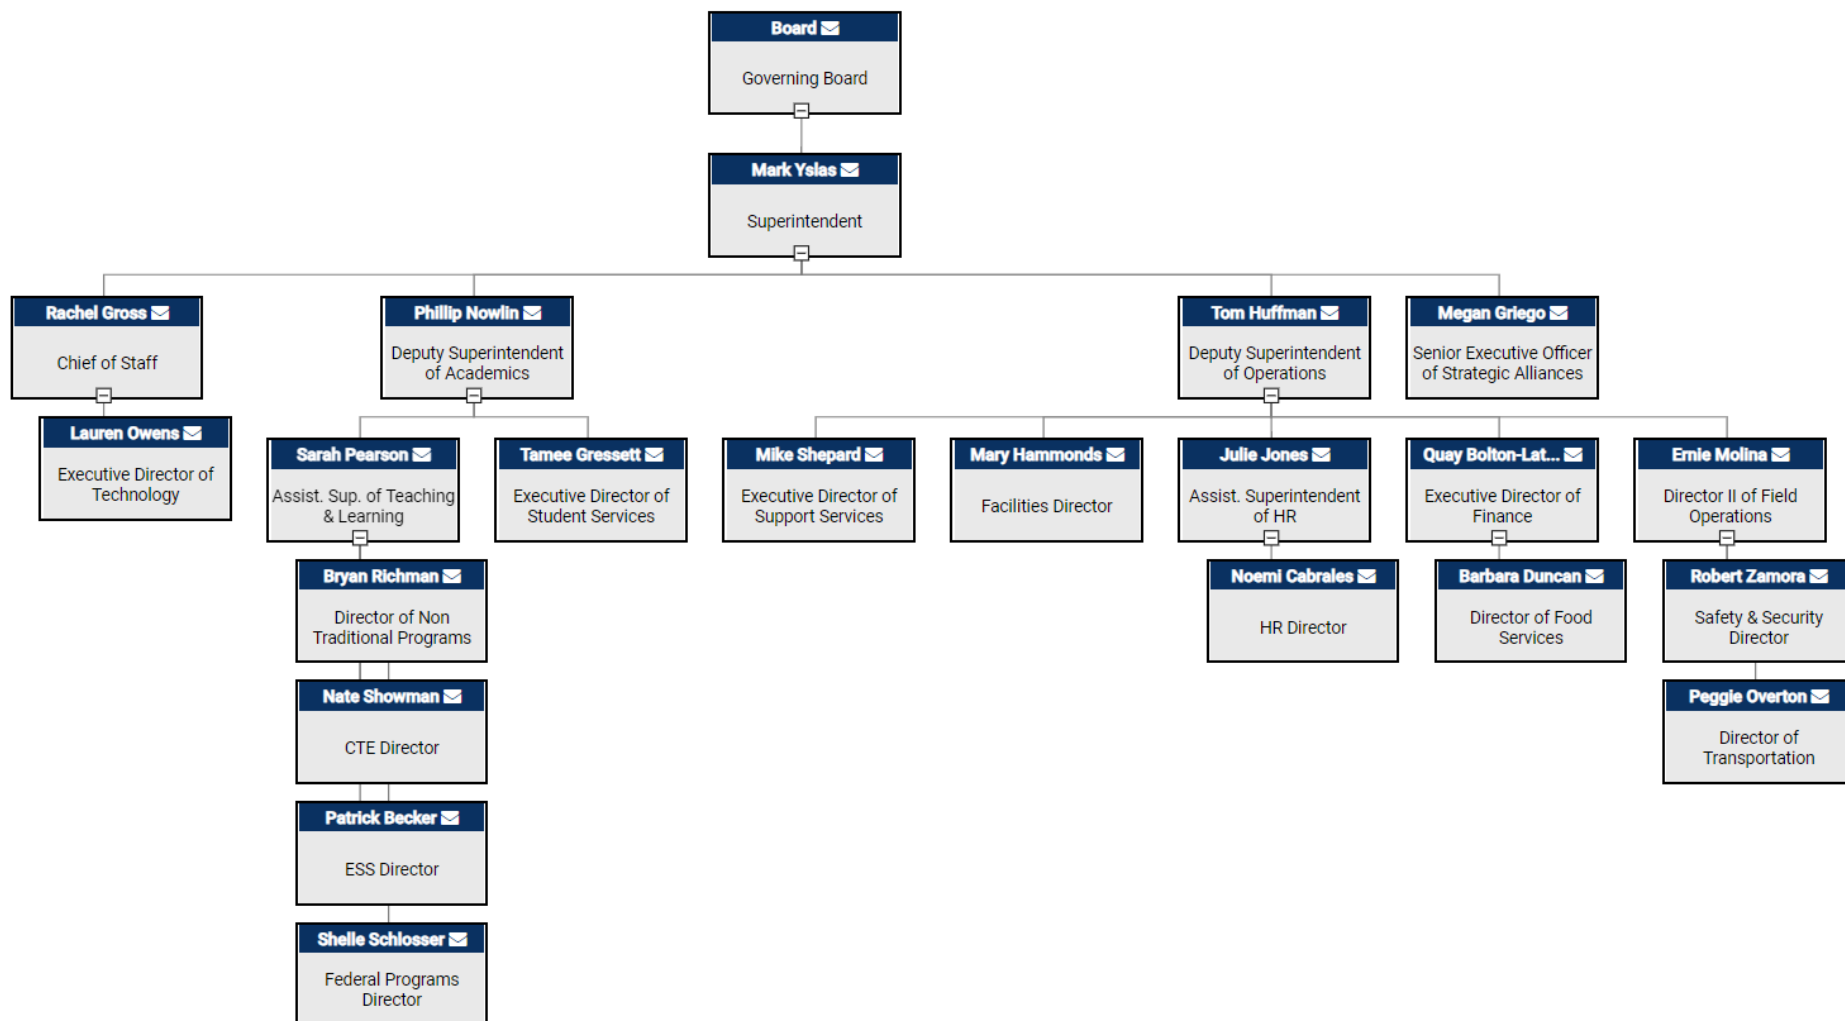 Board
Governing Board
Mark Yslas
Superintendent
Rachel Gross
Chief of Staff
Phillip Nowlin
Deputy Superintendent
of Academics
Tom Huffman
Deputy Superintendent
of Operations
Megan Griego
Senior Executive Officer
of Strategic Alliances
Lauren Owens
Executive Director of
Technology
Sarah Pearson
Assist. Sup. of Teaching
& Learning
Tamee Gressett
Executive Director of
Student Services
Mike Shepard
Executive Director of
Support Services
Mary Hammonds
Facilities Director
Julie Jones
Assist. Superintendent
of HR
Quay Bolton-Lat...
Executive Director of
Finance
Ernie Molina
Director II of Field
Operations
Bryan Richman
Director of Non
Traditional Programs
Noemi Cabrales
HR Director
Barbara Duncan
Director of Food
Services
Robert Zamora
Safety & Security
Director
Nate Showman
CTE Director
Peggie Overton
Director of
Transportation
Patrick Becker
ESS Director
Shelle Schlosser
Federal Programs
Director